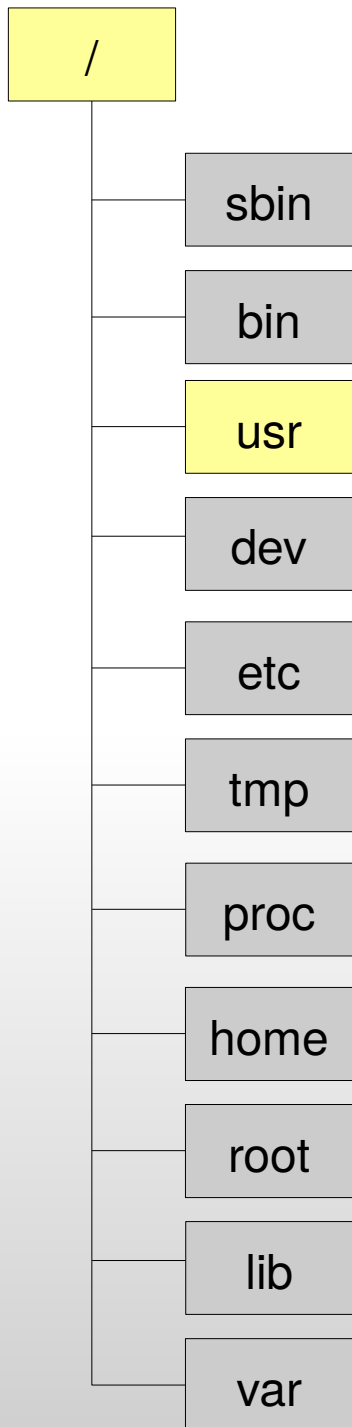 /
sbin
bin
usr
dev
etc
tmp
proc
home
root
lib
var